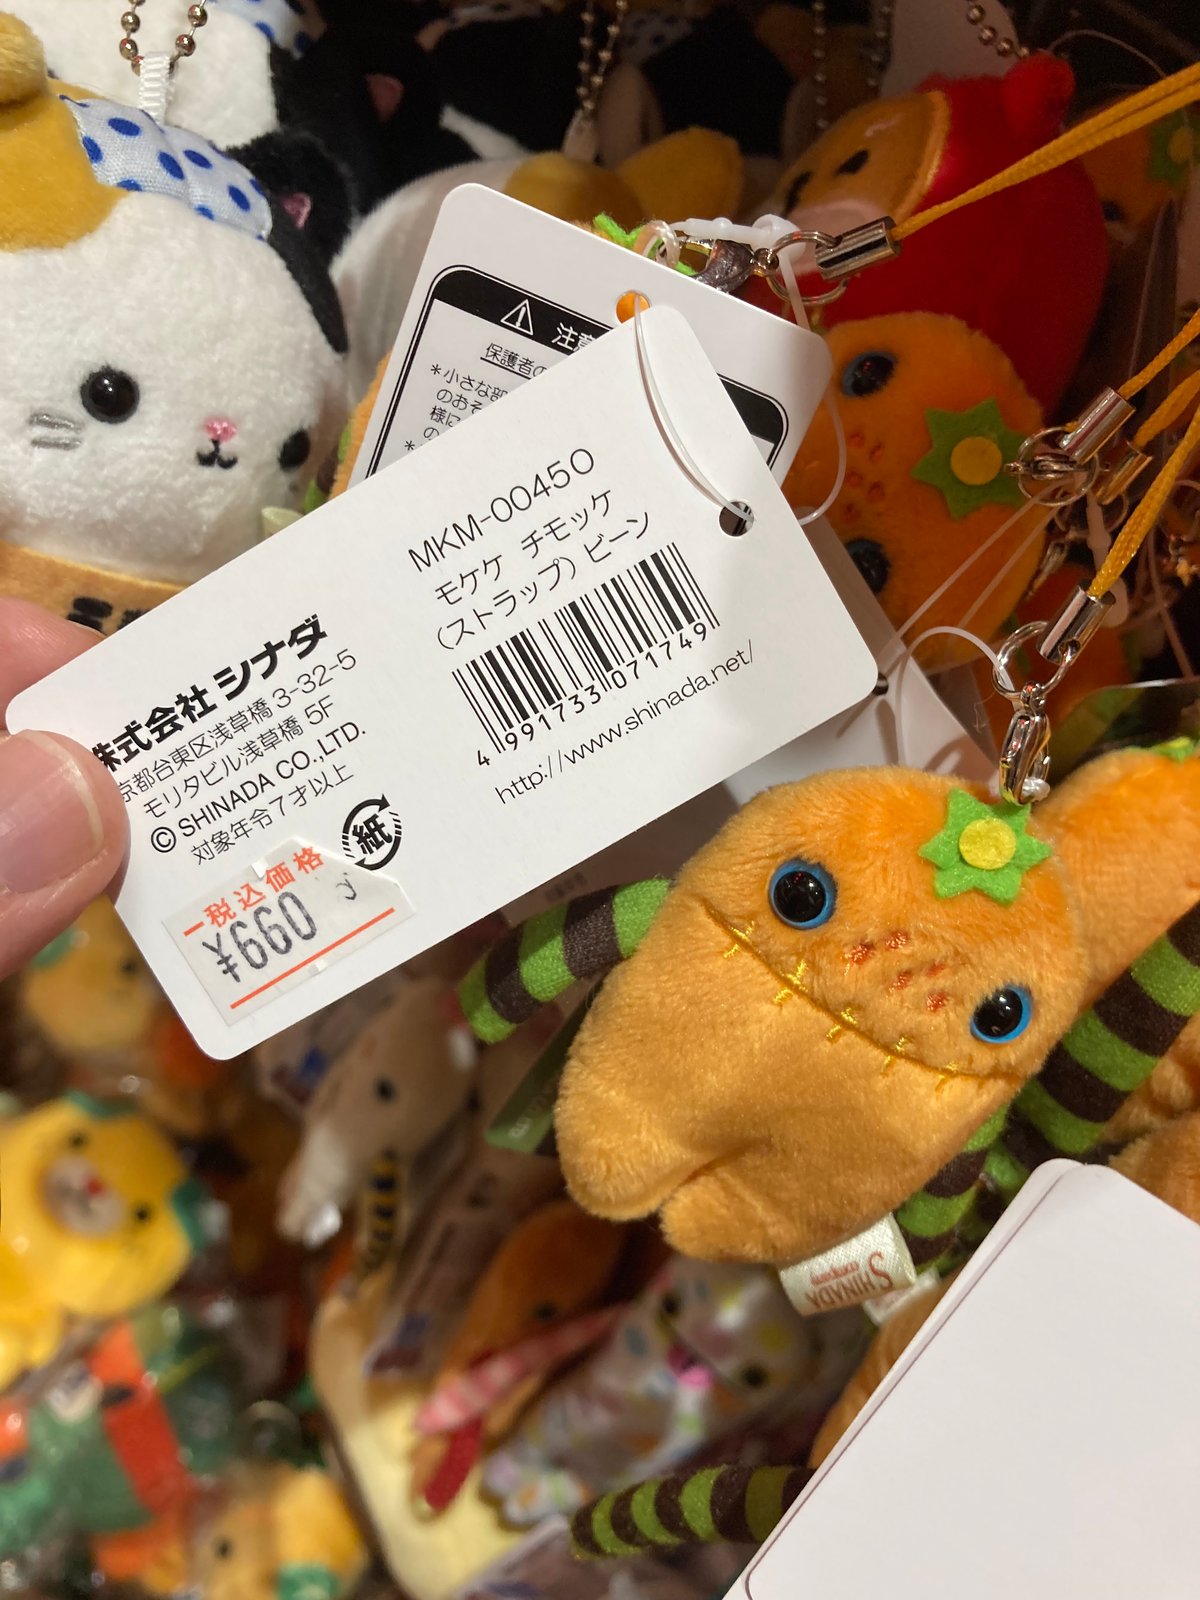 注意
保護者の
*小さな部
のおそ
様に
の
*
MKM-00450
モケケ チモッケ
(ストラップ) ビーン
4 991733 071749
http://www.shinada.net/
株式会社 シナダ
京都台東区浅草橋 3-32-5
モリタビル浅草橋 5F
© SHINADA CO.,LTD.
対象年令7才以上
紙
税込価格
¥660
SHINADA